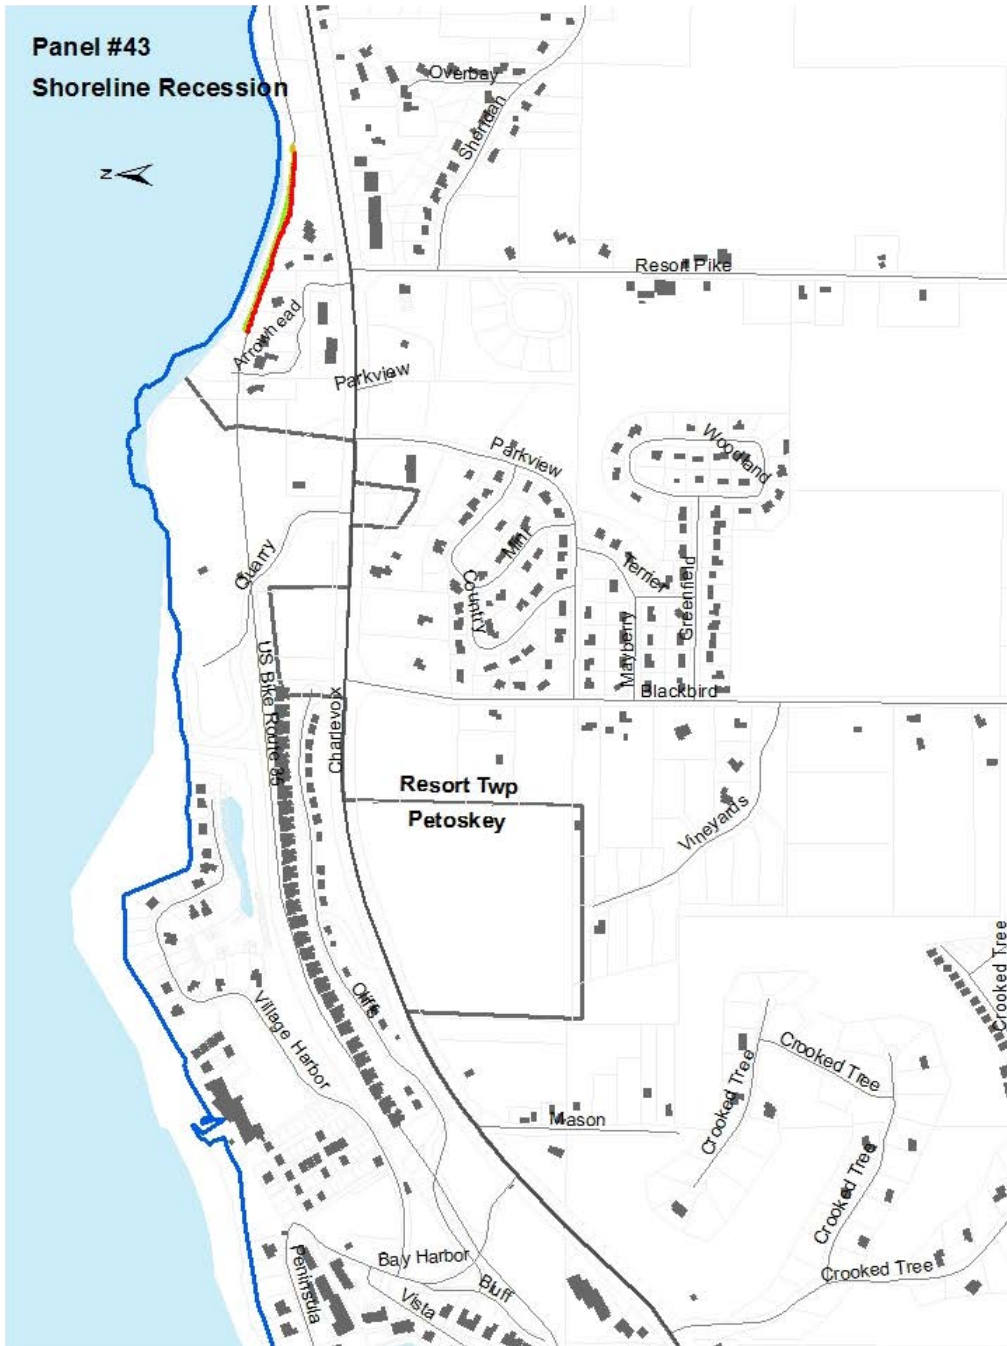 Panel #43
Shoreline Recession
Overbay
Sheridan
N
Resort Pike
Arrowhead
Parkview
Parkview
Woodland
Quarry
Mint
Country
Terrier
Greenfield
Mayberry
Blackbird
US Bike Route 35
Charlevoix
Resort Twp
Petoskey
Vineyards
Crooked Tree
Cliffs
Village Harbor
Crooked Tree
Crooked Tree
Mason
Crooked Tree
Bay Harbor
Peninsula
Bluff
Vista
Crooked Tree